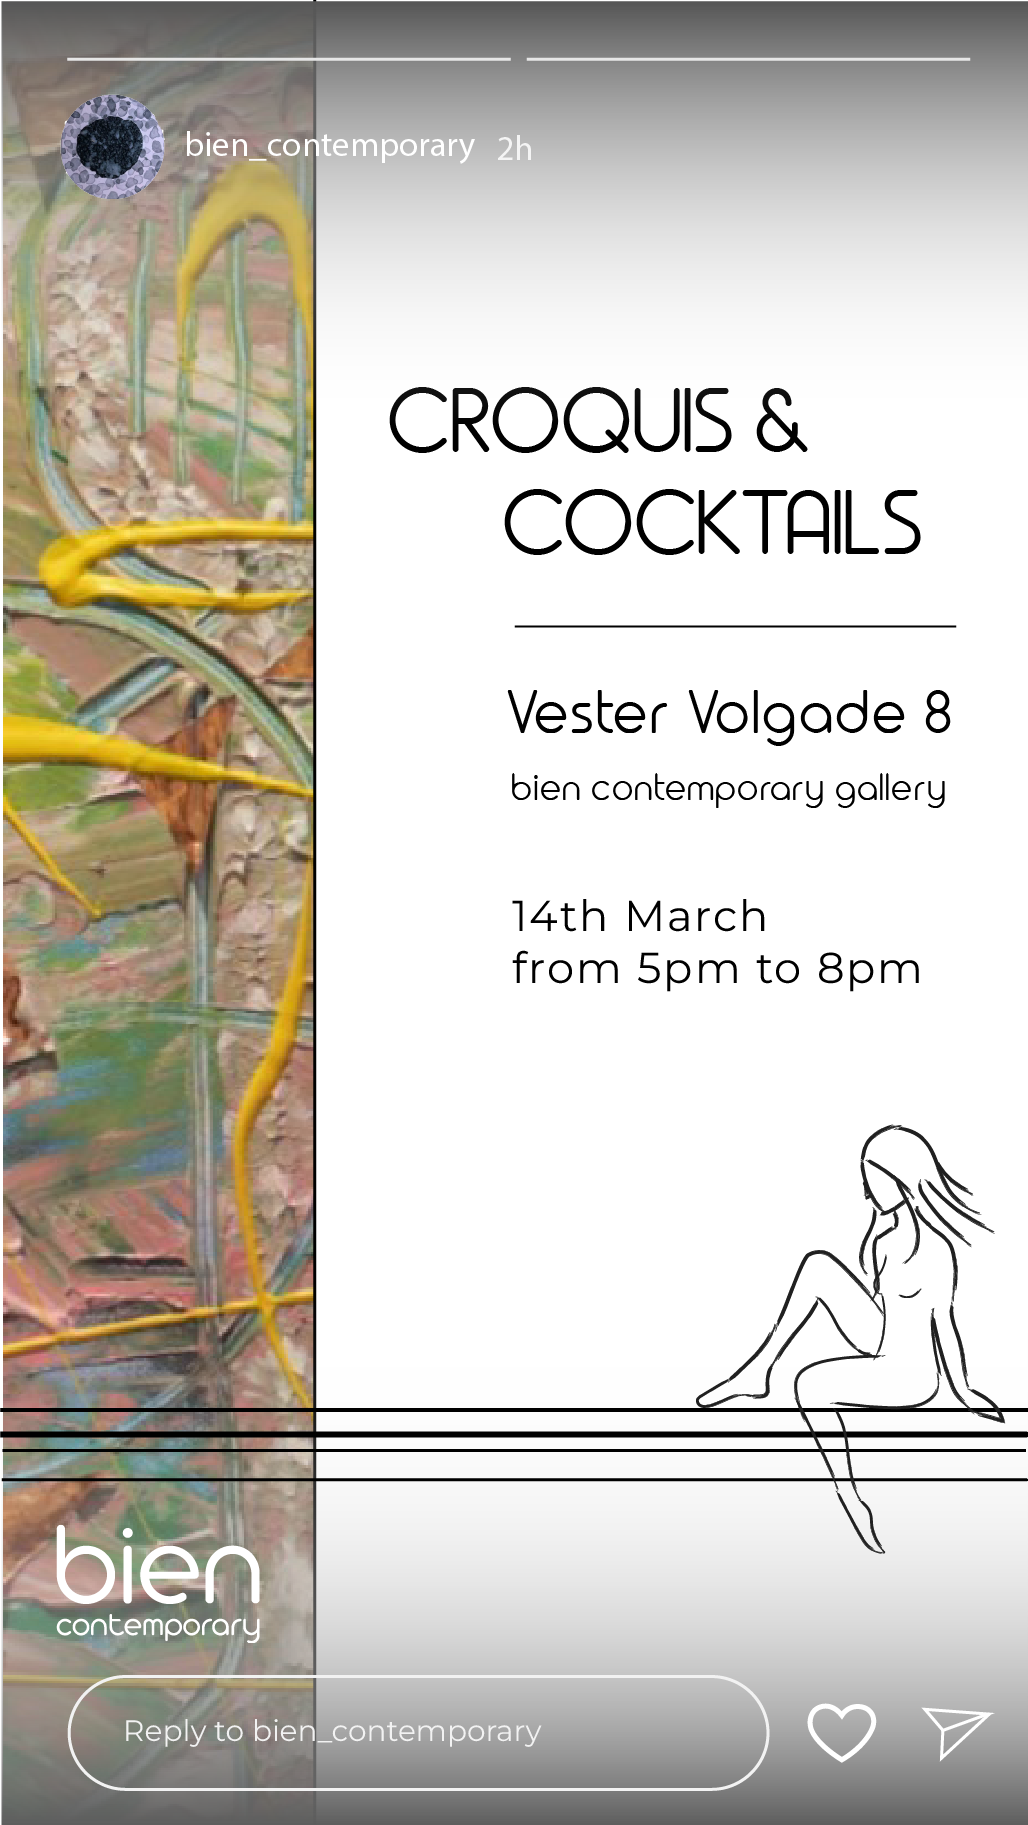 bien_contemporary 2h
CROQUIS &
COCKTAILS
Vester Volgade 8
bien contemporary gallery
14th March
from 5pm to 8pm
bien
contemporary
Reply to bien_contemporary